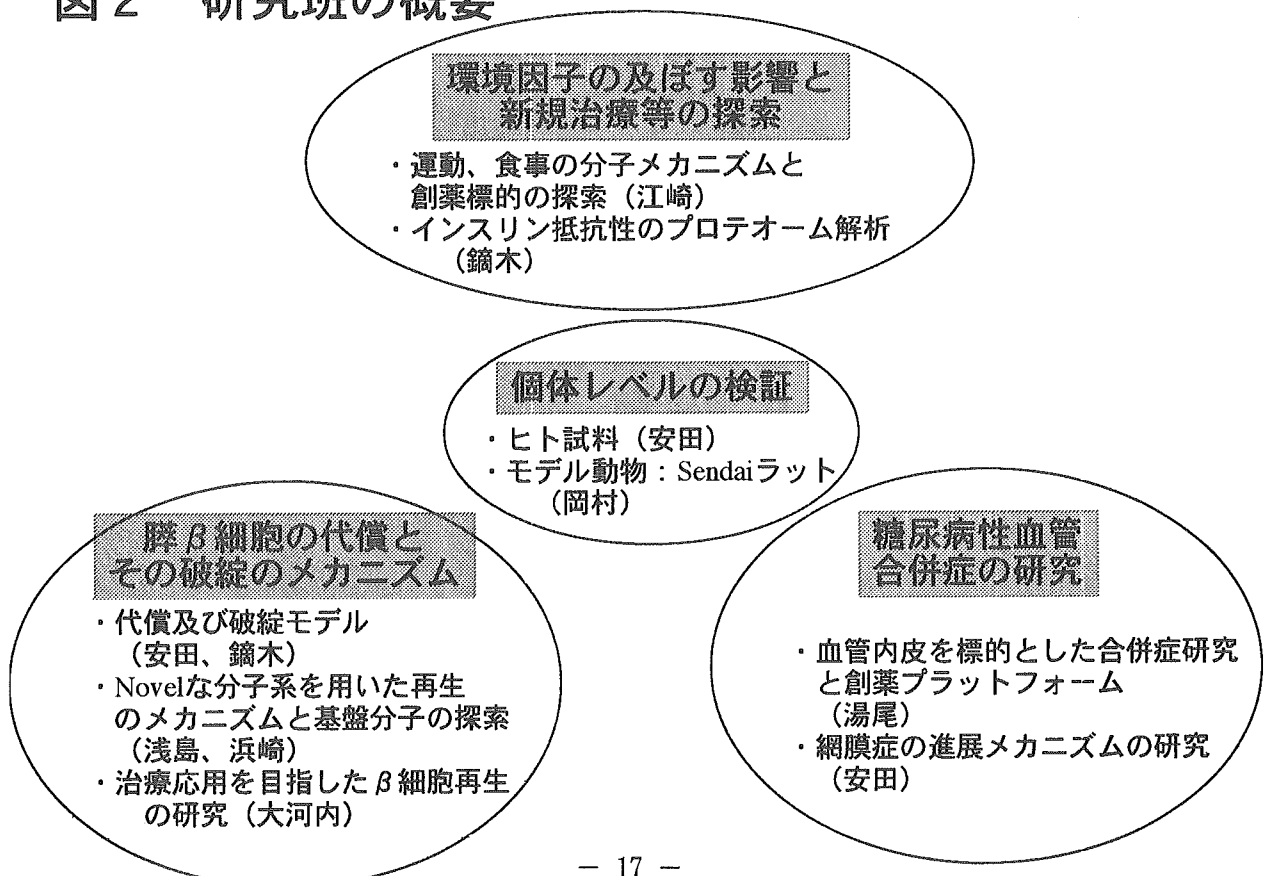 図2 研究班の概要
環境因子の及ぼす影響と
新規治療等の探索
・運動、食事の分子メカニズムと
創薬標的の探索（江崎）
・インスリン抵抗性のプロテオーム解析
（鏑木）
個体レベルの検証
・ヒト試料（安田）
・モデル動物：Sendaiラット
（岡村）
膵β細胞の代償と
その破綻のメカニズム
・代償及び破綻モデル
（安田、鏑木）
・Novelな分子系を用いた再生
のメカニズムと基盤分子の探索
（浅島、浜崎）
・治療応用を目指したβ細胞再生
の研究（大河内）
糖尿病性血管
合併症の研究
・血管内皮を標的とした合併症研究
と創薬プラットフォーム
（湯尾）
・網膜症の進展メカニズムの研究
（安田）
－ 17 －